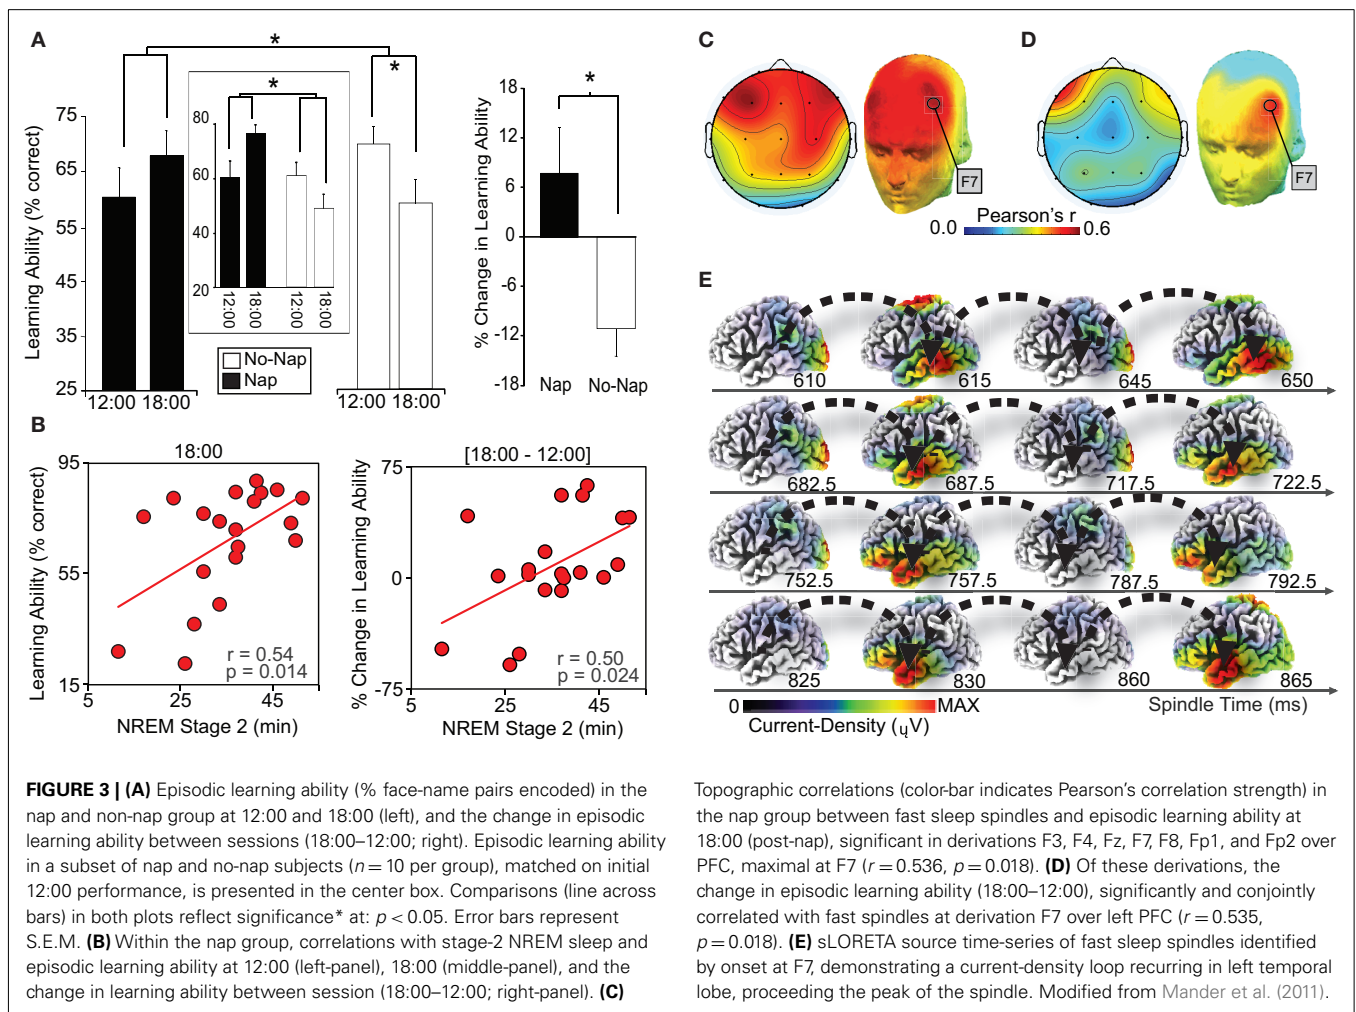 A
*
*
*
*
Learning Ability (% correct)
75
65
55
45
35
25
80
60
40
20
12:00
18:00
12:00
18:00
No-Nap
Nap
12:00 18:00
12:00 18:00
% Change in Learning Ability
18
12
6
0
-6
-12
-18
Nap
No-Nap
B
18:00
Learning Ability (% correct)
95
55
15
5
25
45
r = 0.54
p = 0.014
NREM Stage 2 (min)
[18:00 - 12:00]
% Change in Learning Ability
75
0
-75
5
25
45
r = 0.50
p = 0.024
NREM Stage 2 (min)
C
F7
D
F7
Pearson's r
0.0
0.6
E
610
615
645
650
682.5
687.5
717.5
722.5
752.5
757.5
787.5
792.5
825
830
860
865
0
MAX
Current-Density (ɥV)
Spindle Time (ms)
FIGURE 3 | (A) Episodic learning ability (% face-name pairs encoded) in the
nap and non-nap group at 12:00 and 18:00 (left), and the change in episodic
learning ability between sessions (18:00–12:00; right). Episodic learning ability
in a subset of nap and no-nap subjects (n = 10 per group), matched on initial
12:00 performance, is presented in the center box. Comparisons (line across
bars) in both plots reflect significance* at: p < 0.05. Error bars represent
S.E.M. (B) Within the nap group, correlations with stage-2 NREM sleep and
episodic learning ability at 12:00 (left-panel), 18:00 (middle-panel), and the
change in learning ability between session (18:00–12:00; right-panel). (C)
Topographic correlations (color-bar indicates Pearson's correlation strength) in
the nap group between fast sleep spindles and episodic learning ability at
18:00 (post-nap), significant in derivations F3, F4, Fz, F7, F8, Fp1, and Fp2 over
PFC, maximal at F7 (r = 0.536, p = 0.018). (D) Of these derivations, the
change in episodic learning ability (18:00–12:00), significantly and conjointly
correlated with fast spindles at derivation F7 over left PFC (r = 0.535,
p = 0.018). (E) sLORETA source time-series of fast sleep spindles identified
by onset at F7, demonstrating a current-density loop recurring in left temporal
lobe, proceeding the peak of the spindle. Modified from Mander et al. (2011).